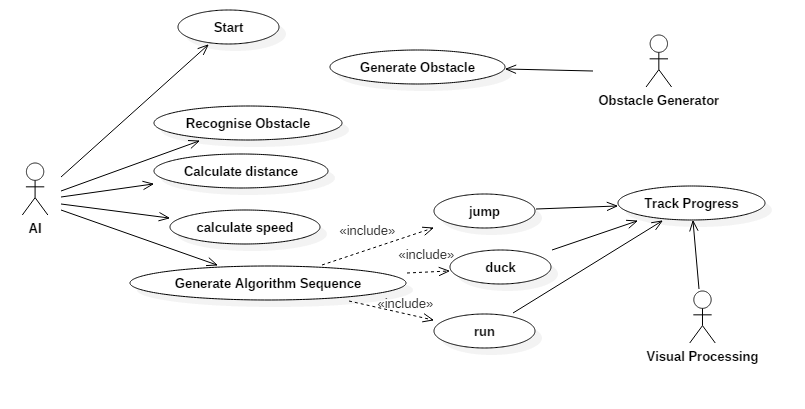 Start
Generate Obstacle
Obstacle Generator
Recognise Obstacle
Calculate distance
AI
calculate speed
«include»
jump
Track Progress
«include»
duck
Generate Algorithm Sequence
«include»
run
Visual Processing